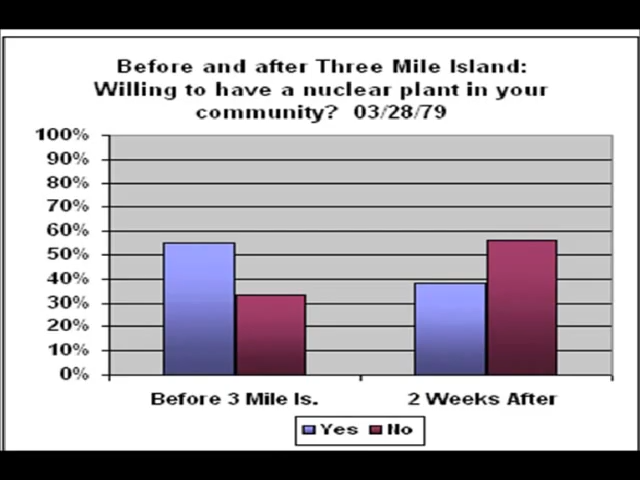 Before and after Three Mile Island:
Willing to have a nuclear plant in your
community? 03/28/79
100%
90%
80%
70%
60%
50%
40%
30%
20%
10%
0%
Before 3 Mile Is.
2 Weeks After
Yes No